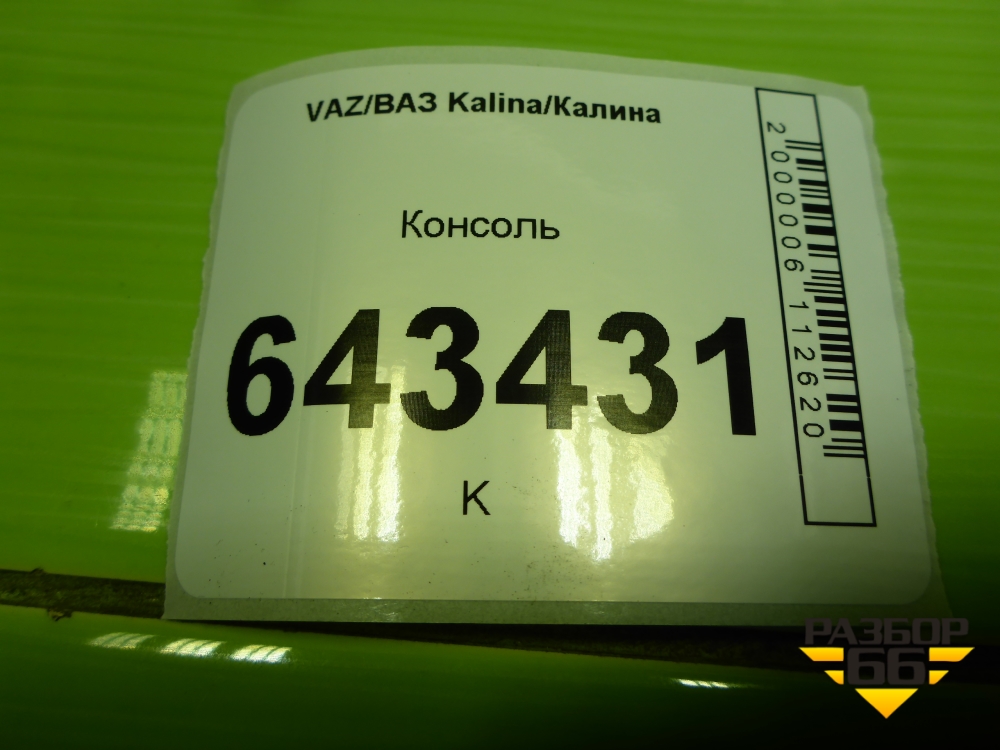 VAZ/ВАЗ Kalina/Калина
Консоль
643431
К
2000006112620
РАЗБОР
66